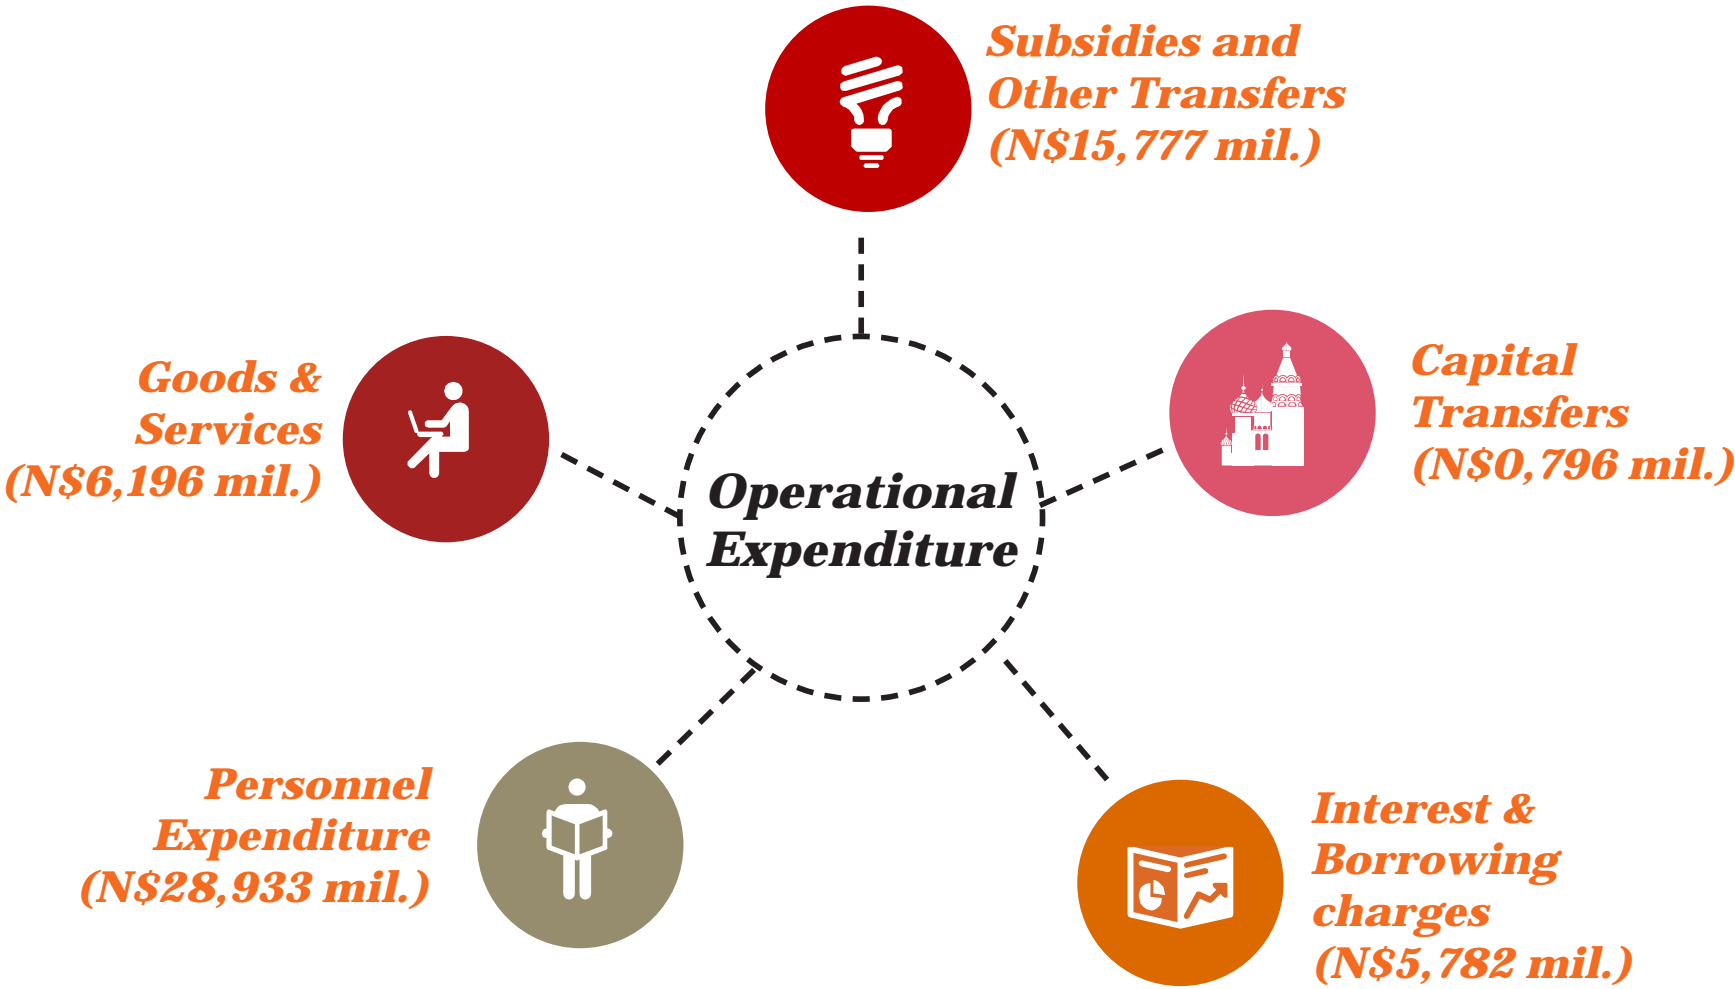 Subsidies and
Other Transfers
(N$15,777 mil.)
Goods &
Services
(N$6,196 mil.)
Capital
Transfers
(N$0,796 mil.)
Operational
Expenditure
Personnel
Expenditure
(N$28,933 mil.)
Interest &
Borrowing
charges
(N$5,782 mil.)